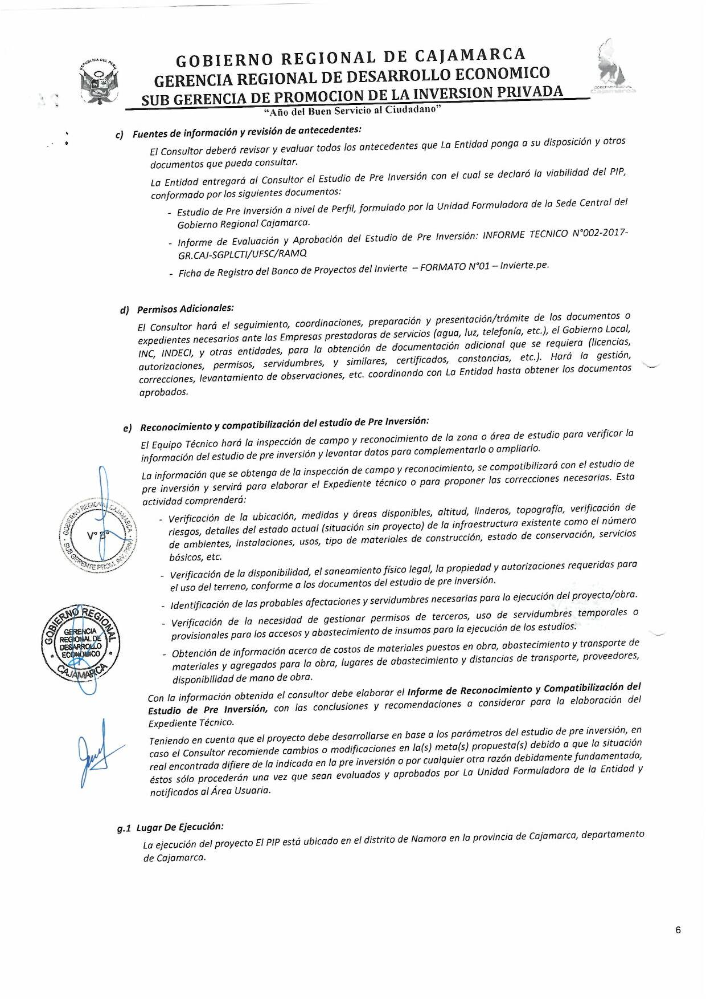 REPUBLICA DEL PERU
GOBIERNO REGIONAL DE CAJAMARCA
GERENCIA REGIONAL DE DESARROLLO ECONOMICO
SUB GERENCIA DE PROMOCION DE LA INVERSION PRIVADA
“Año del Buen Servicio al Ciudadano”
Cajamarca
c) Fuentes de información y revisión de antecedentes:
El Consultor deberá revisar y evaluar todos los antecedentes que La Entidad ponga a su disposición y otros
documentos que pueda consultar.
La Entidad entregará al Consultor el Estudio de Pre Inversión con el cual se declaró la viabilidad del PIP,
conformado por los siguientes documentos:
- Estudio de Pre Inversión a nivel de Perfil, formulado por la Unidad Formuladora de la Sede Central del
Gobierno Regional Cajamarca.
- Informe de Evaluación y Aprobación del Estudio de Pre Inversión: INFORME TECNICO N°002-2017-
GR.CAJ-SGPLCTI/UFSC/RAMQ
- Ficha de Registro del Banco de Proyectos del Invierte – FORMATO N°01 – Invierte.pe.
d) Permisos Adicionales:
El Consultor hará el seguimiento, coordinaciones, preparación y presentación/trámite de los documentos o
expedientes necesarios ante las Empresas prestadoras de servicios (agua, luz, telefonía, etc.), el Gobierno Local,
INC, INDECI, y otras entidades, para la obtención de documentación adicional que se requiera (licencias,
autorizaciones, permisos, servidumbres, y similares, certificados, constancias, etc.). Hará la gestión,
correcciones, levantamiento de observaciones, etc. coordinando con La Entidad hasta obtener los documentos
aprobados.
e) Reconocimiento y compatibilización del estudio de Pre Inversión:
El Equipo Técnico hará la inspección de campo y reconocimiento de la zona o área de estudio para verificar la
información del estudio de pre inversión y levantar datos para complementarlo o ampliarlo.
La información que se obtenga de la inspección de campo y reconocimiento, se compatibilizará con el estudio de
pre inversión y servirá para elaborar el Expediente técnico o para proponer las correcciones necesarias. Esta
actividad comprenderá:
- Verificación de la ubicación, medidas y áreas disponibles, altitud, linderos, topografía, verificación de
riesgos, detalles del estado actual (situación sin proyecto) de la infraestructura existente como el número
de ambientes, instalaciones, usos, tipo de materiales de construcción, estado de conservación, servicios
básicos, etc.
- Verificación de la disponibilidad, el saneamiento físico legal, la propiedad y autorizaciones requeridas para
el uso del terreno, conforme a los documentos del estudio de pre inversión.
- Identificación de las probables afectaciones y servidumbres necesarias para la ejecución del proyecto/obra.
- Verificación de la necesidad de gestionar permisos de terceros, uso de servidumbres temporales o
provisionales para los accesos y abastecimiento de insumos para la ejecución de los estudios.
- Obtención de información acerca de costos de materiales puestos en obra, abastecimiento y transporte de
materiales y agregados para la obra, lugares de abastecimiento y distancias de transporte, proveedores,
disponibilidad de mano de obra.
Con la información obtenida el consultor debe elaborar el Informe de Reconocimiento y Compatibilización del
Estudio de Pre Inversión, con las conclusiones y recomendaciones a considerar para la elaboración del
Expediente Técnico.
Teniendo en cuenta que el proyecto debe desarrollarse en base a los parámetros del estudio de pre inversión, en
caso el Consultor recomiende cambios o modificaciones en la(s) meta(s) propuesta(s) debido a que la situación
real encontrada difiere de la indicada en la pre inversión o por cualquier otra razón debidamente fundamentada,
éstos sólo procederán una vez que sean evaluados y aprobados por La Unidad Formuladora de la Entidad y
notificados al Área Usuaria.
g.1 Lugar De Ejecución:
La ejecución del proyecto El PIP está ubicado en el distrito de Namora en la provincia de Cajamarca, departamento
de Cajamarca.
GOBIERNO REGIONAL CAJAMARCA
V° B°
SUB GERENTE PROM. INV. PRIV.
GOBIERNO REGIONAL
GERENCIA
REGIONAL DE
DESARROLLO
ECONOMICO
CAJAMARCA
6